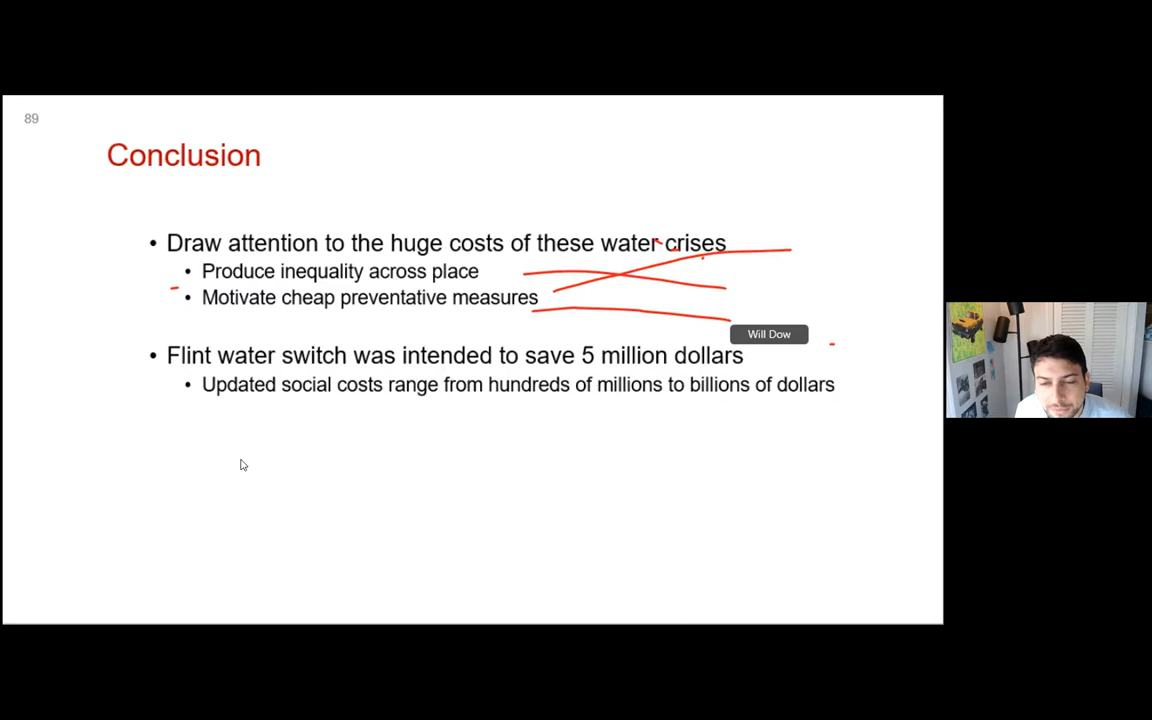 89
Conclusion
• Draw attention to the huge costs of these water crises
• Produce inequality across place
• Motivate cheap preventative measures
Will Dow
• Flint water switch was intended to save 5 million dollars
• Updated social costs range from hundreds of millions to billions of dollars